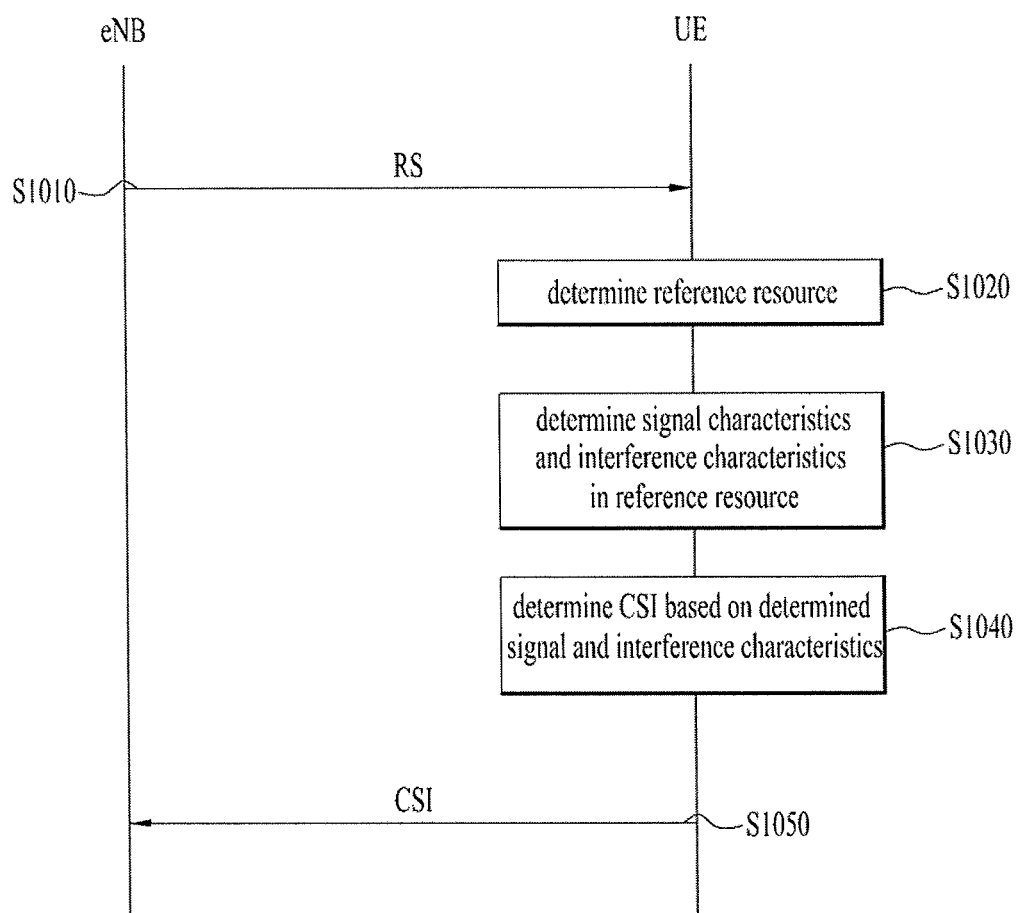 eNB
UE
RS
S1010
determine reference resource
S1020
determine signal characteristics
and interference characteristics
in reference resource
S1030
determine CSI based on determined
signal and interference characteristics
S1040
CSI
S1050